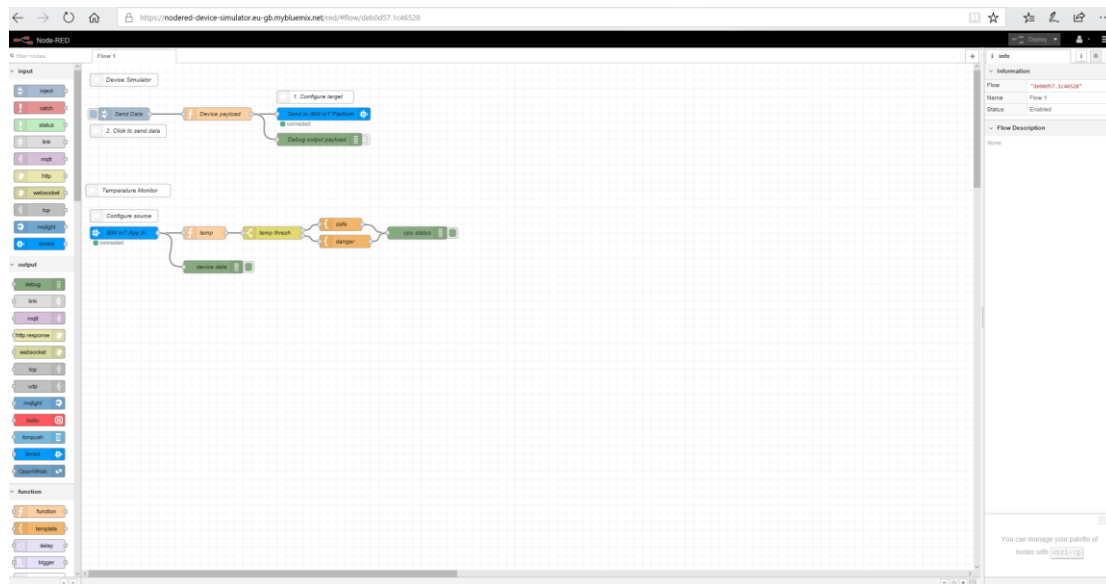 https://nodered-device-simulator.eu-gb.mybluemix.net/red/#flow/deb0d57.1c46528
Node-RED
Deploy
filter nodes
Flow 1
info
input
inject
catch
status
link
mqtt
http
websocket
tcp
mqlight
ibmiot
output
debug
link
mqtt
http response
websocket
tcp
udp
mqlight
twilio
ibmpush
ibmiot
OpenWhisk
function
function
template
delay
trigger
Device Simulator
1. Configure target
Send Data
Device payload
Send to IBM IoT Platform
connected
2. Click to send data
Debug output payload
Temperature Monitor
Configure source
IBM IoT App In
connected
temp
temp thresh
safe
danger
cpu status
device data
Information
Flow "deb0d57.1c46528"
Name Flow 1
Status Enabled
Flow Description
None
You can manage your palette of
nodes with ctrl-⇧p